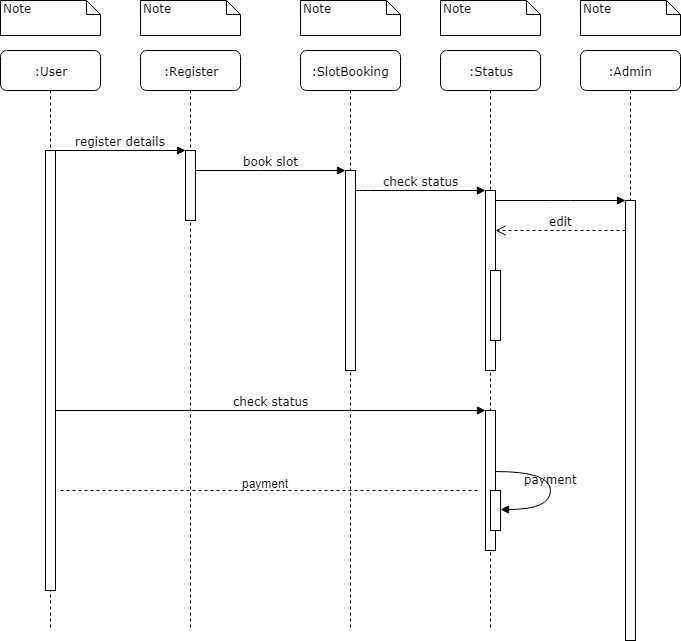 Note
Note
Note
Note
Note
:User
:Register
:SlotBooking
:Status
:Admin
register details
book slot
check status
edit
check status
payment
payment